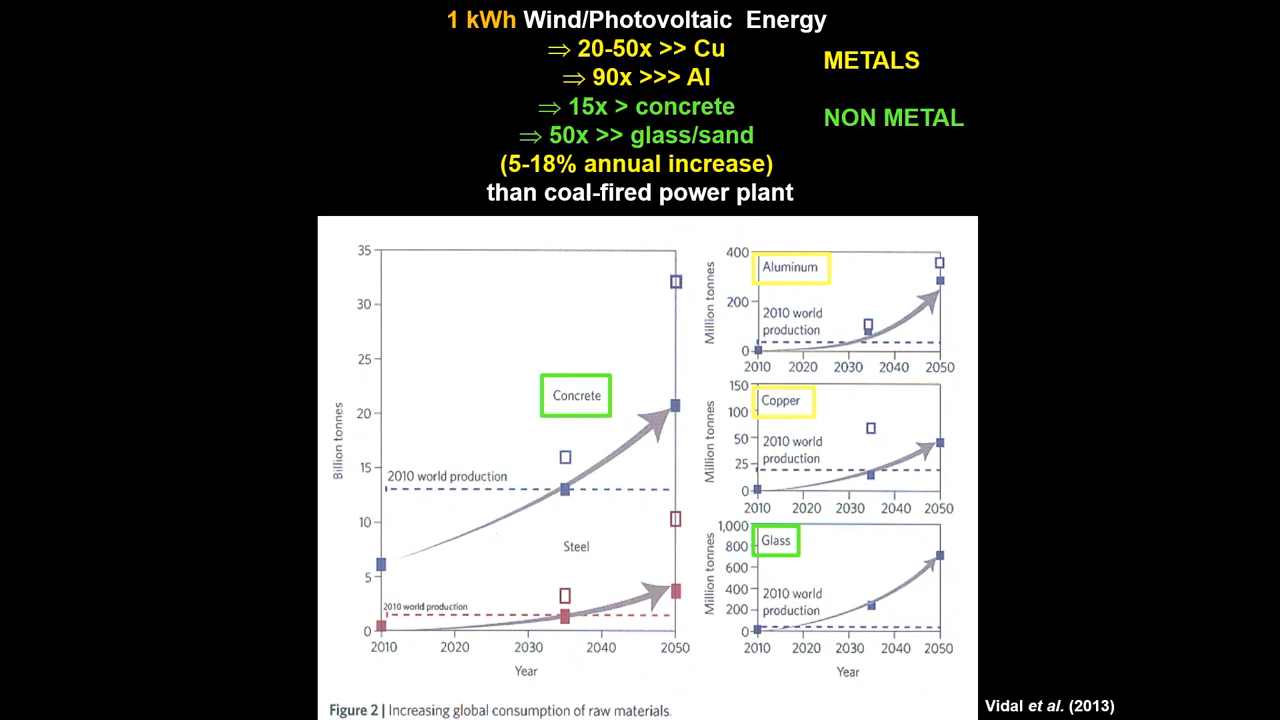 1 kWh Wind/Photovoltaic Energy
⇒ 20-50x >> Cu
⇒ 90x >>> Al
METALS
⇒ 15x > concrete
⇒ 50x >> glass/sand
NON METAL
(5-18% annual increase)
than coal-fired power plant
35
30
25
20
15
10
5
0
Billion tonnes
Concrete
2010 world production
Steel
2010 world production
2010 2020 2030 2040 2050
Year
400
200
0
Million tonnes
Aluminum
2010 world
production
2010 2020 2030 2040 2050
150
100
50
25
0
Million tonnes
Copper
2010 world
production
2010 2020 2030 2040 2050
1,000
800
600
400
200
0
Million tonnes
Glass
2010 world
production
2010 2020 2030 2040 2050
Year
Figure 2 | Increasing global consumption of raw materials.
Vidal et al. (2013)